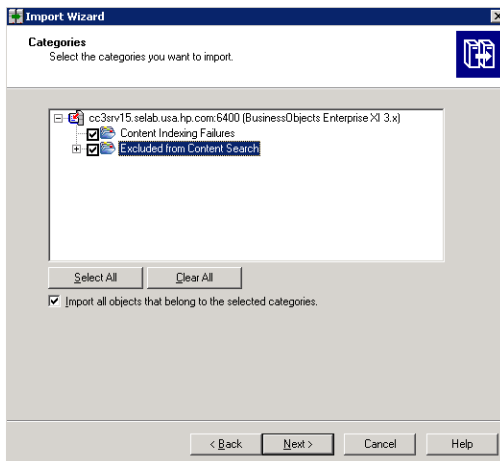 Import Wizard
Categories
Select the categories you want to import.
cc3srv15.selab.usa.hp.com:6400 (BusinessObjects Enterprise XI 3.x)
Content Indexing Failures
Excluded from Content Search
Select All
Clear All
Import all objects that belong to the selected categories.
< Back
Next >
Cancel
Help